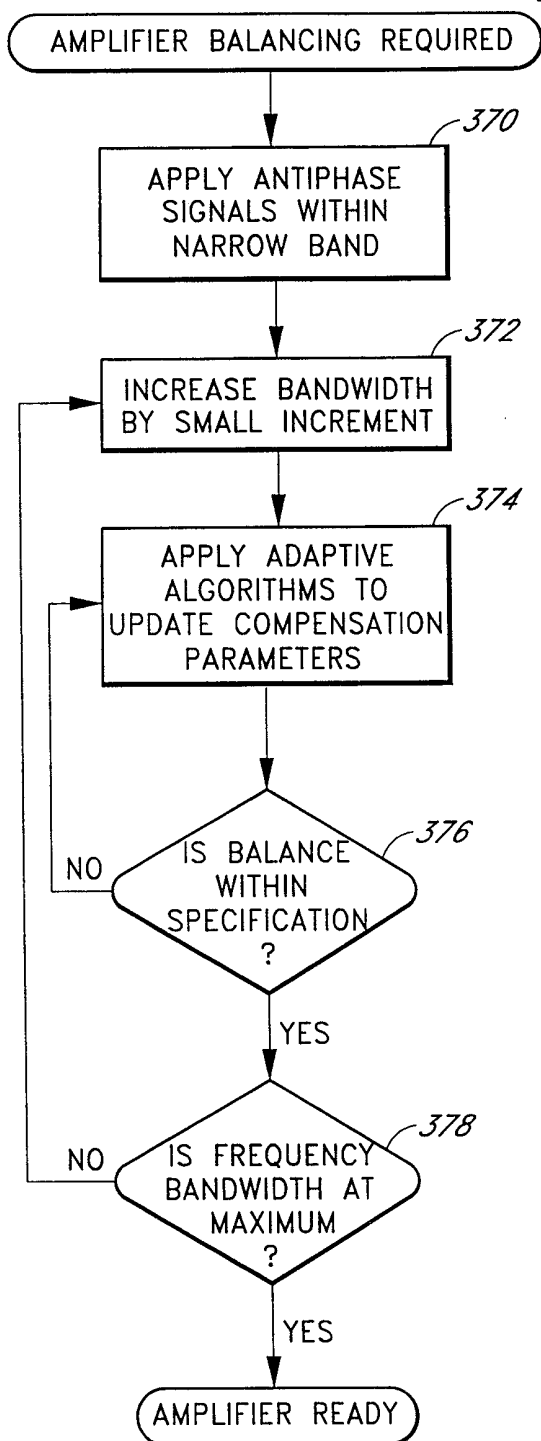 AMPLIFIER BALANCING REQUIRED
370
APPLY ANTIPHASE
SIGNALS WITHIN
NARROW BAND
372
INCREASE BANDWIDTH
BY SMALL INCREMENT
374
APPLY ADAPTIVE
ALGORITHMS TO
UPDATE COMPENSATION
PARAMETERS
376
IS BALANCE
WITHIN
SPECIFICATION
?
NO
YES
378
IS FREQUENCY
BANDWIDTH AT
MAXIMUM
?
NO
YES
AMPLIFIER READY